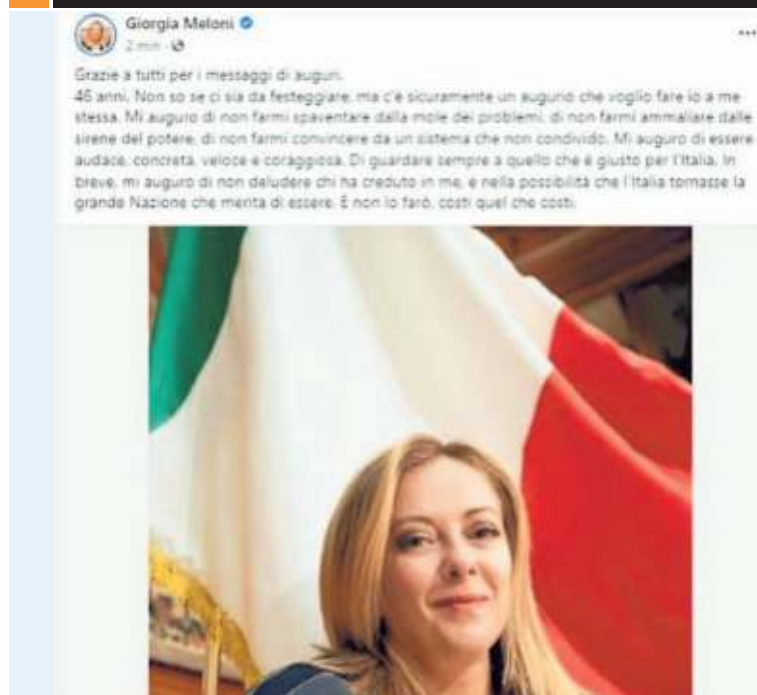 Giorgia Meloni
2 min
Grazie a tutti per i messaggi di auguri.
46 anni. Non so se ci sia da festeggiare, ma c'è sicuramente un augurio che voglio fare io a me
stessa. Mi auguro di non farmi spaventare dalla mole dei problemi, di non farmi ammaliare dalle
sirene del potere, di non farmi convincere da un sistema che non condivido. Mi auguro di essere
audace, concreta, veloce e coraggiosa. Di guardare sempre a quello che è giusto per l'Italia. In
breve, mi auguro di non deludere chi ha creduto in me, e nella possibilità che l'Italia tornasse la
grande Nazione che merita di essere. E non lo farò, costi quel che costi.